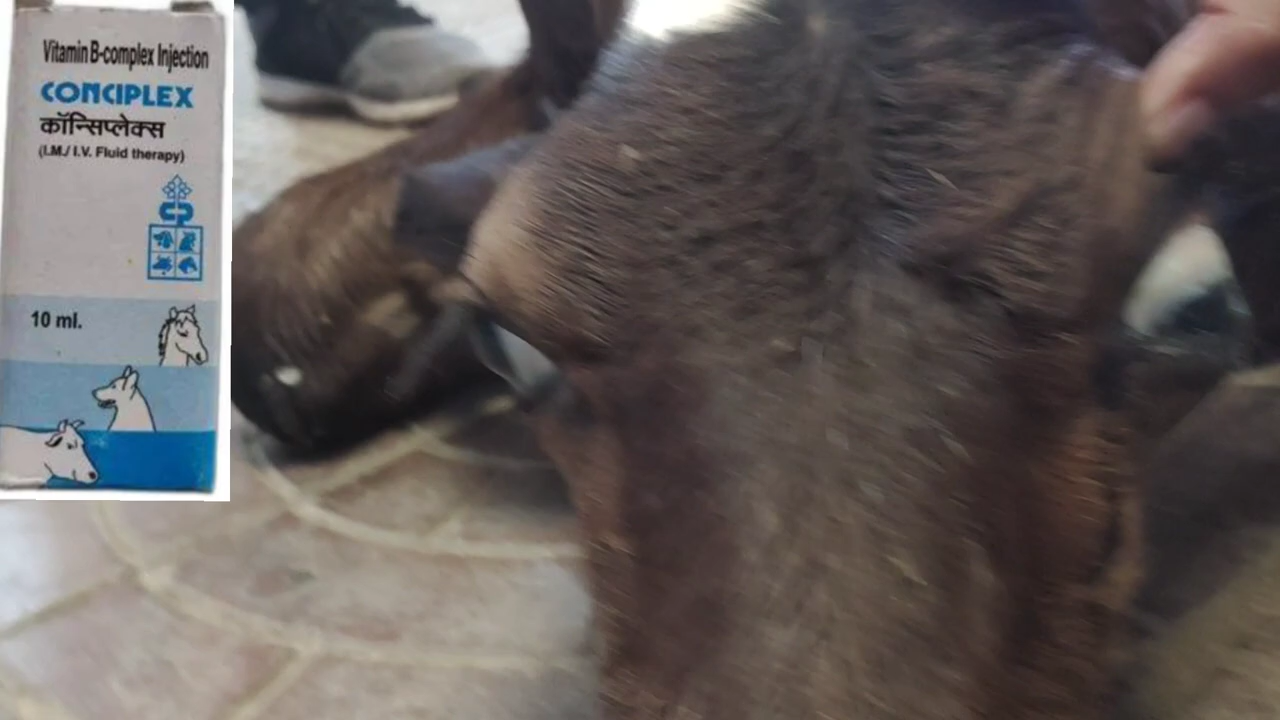 Vitamin B-complex Injection
CONCIPLEX
कॉन्सिप्लेक्स
(I.M./ I.V. Fluid therapy)
10 ml.